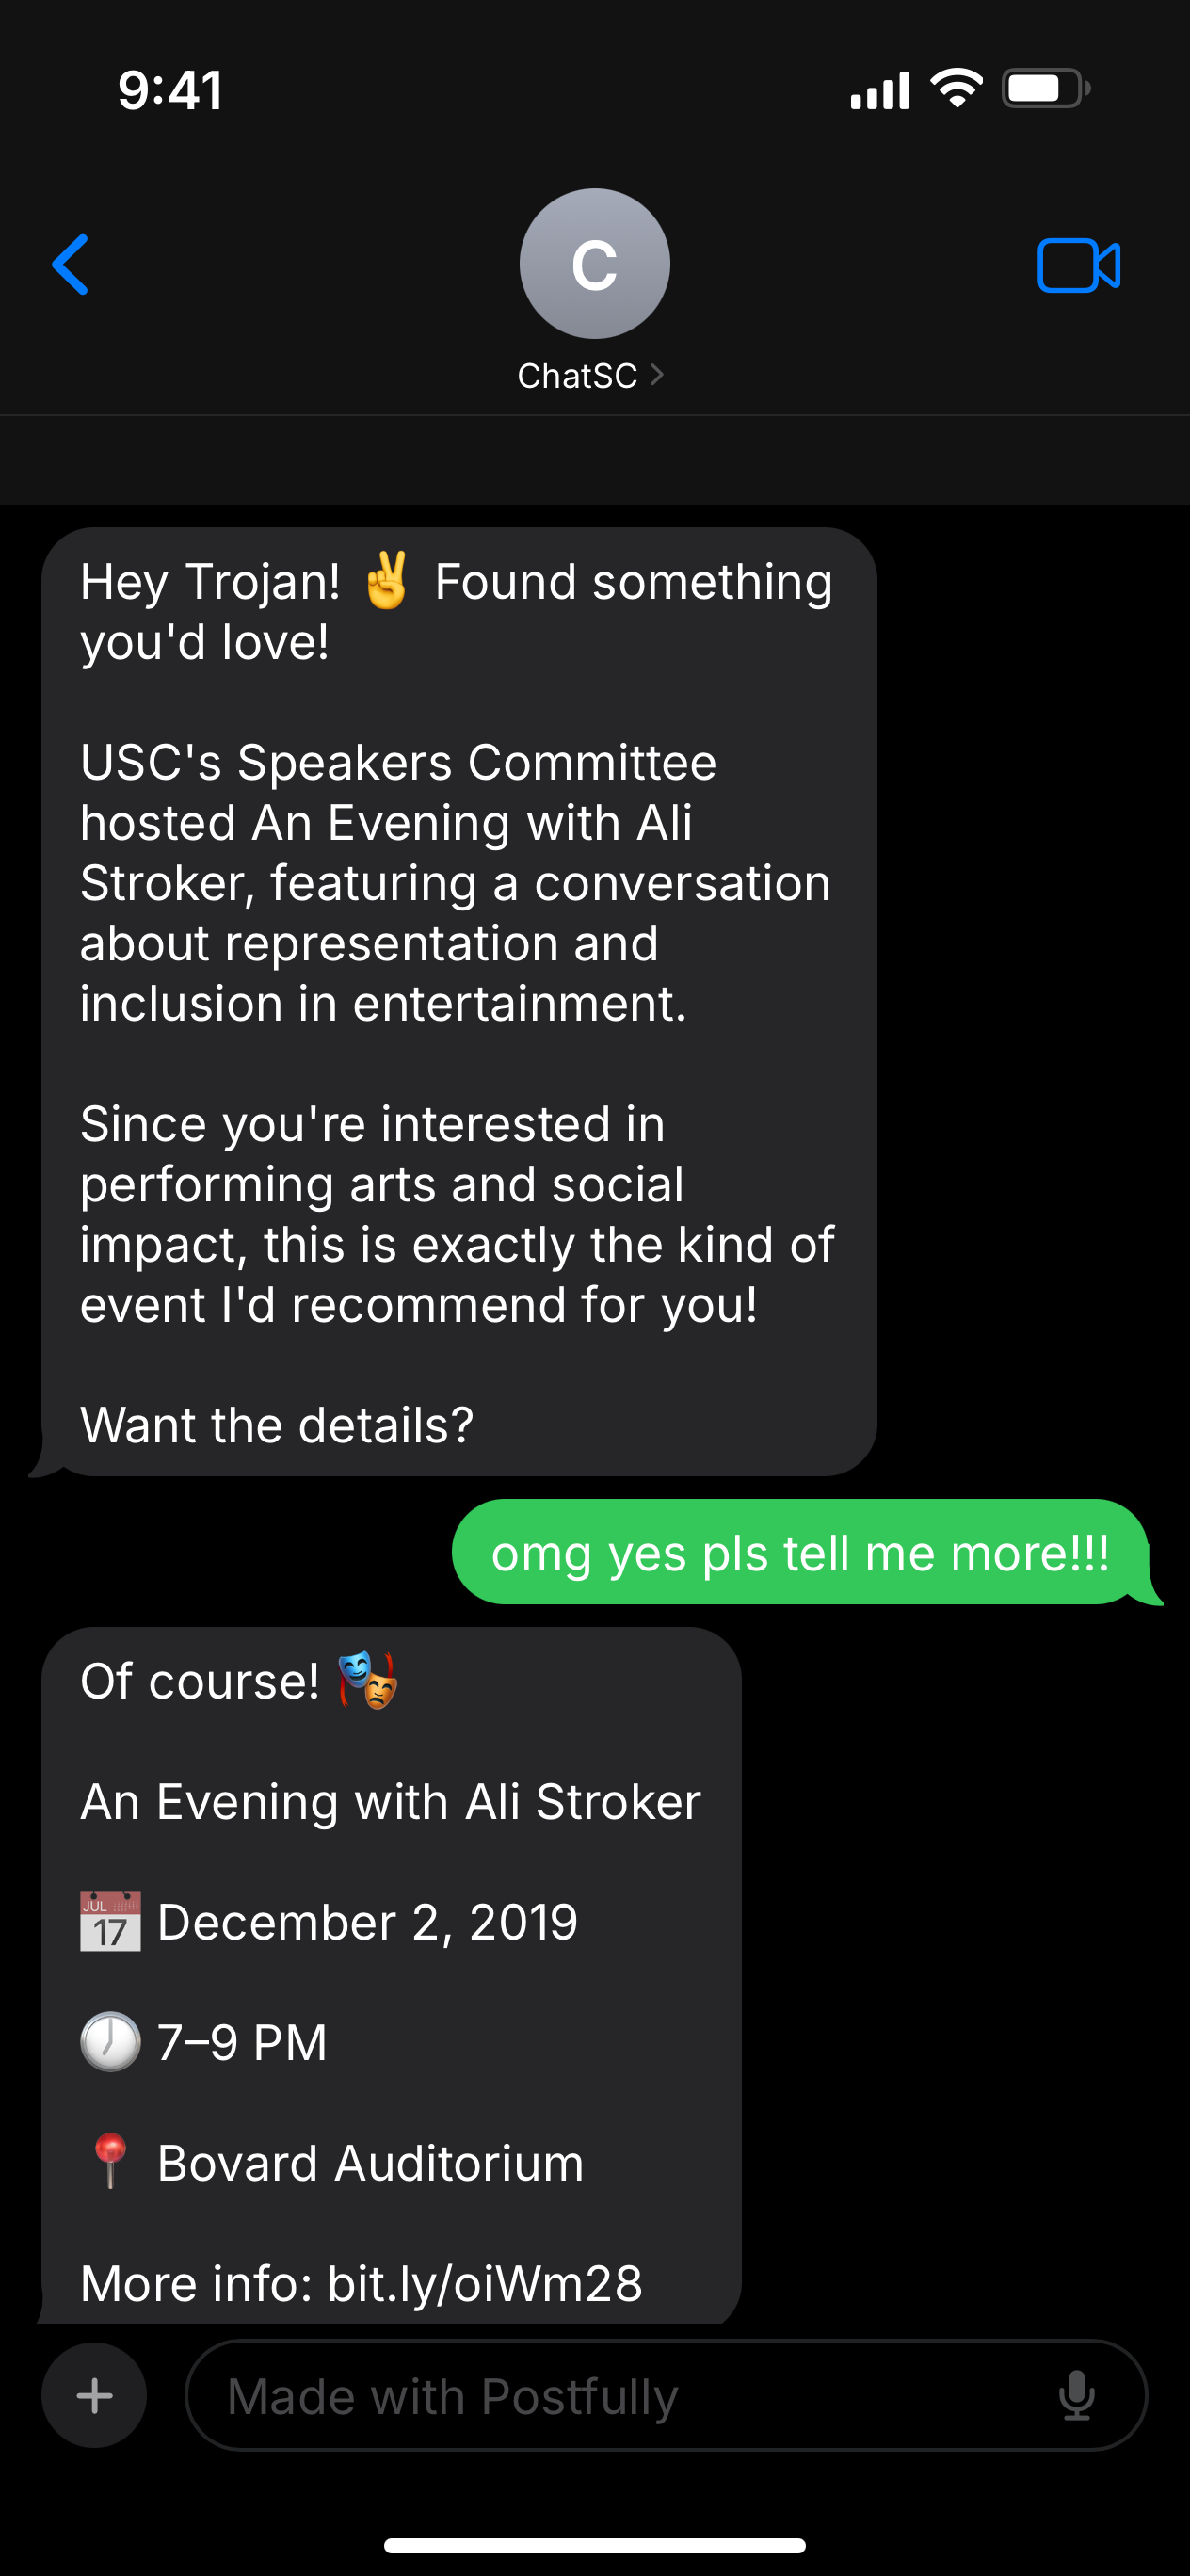 9:41
C
ChatSC
Hey Trojan! ✌️ Found something
you'd love!
USC's Speakers Committee
hosted An Evening with Ali
Stroker, featuring a conversation
about representation and
inclusion in entertainment.
Since you're interested in
performing arts and social
impact, this is exactly the kind of
event I'd recommend for you!
Want the details?
omg yes pls tell me more!!!
Of course! 🎭
An Evening with Ali Stroker
📅 December 2, 2019
🕖 7–9 PM
📍 Bovard Auditorium
More info: bit.ly/oiWm28
Made with Postfully